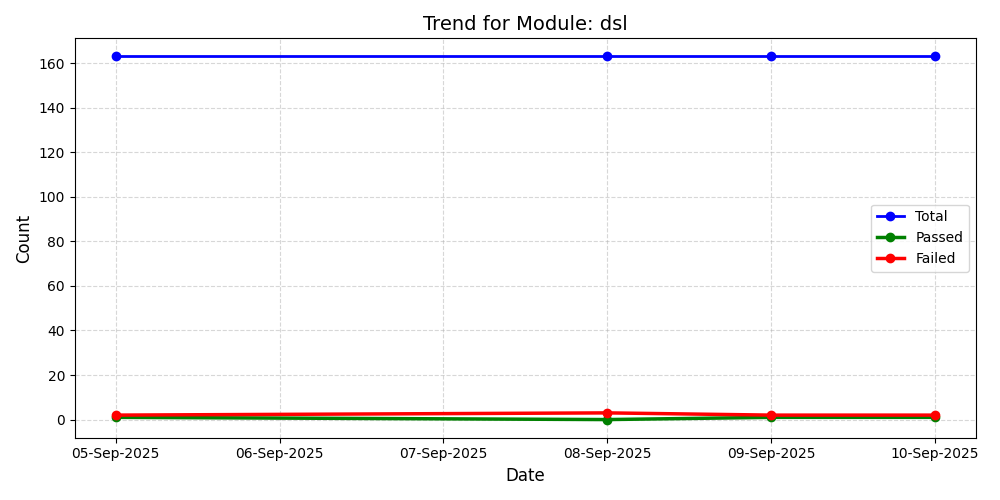 Trend for Module: dsl
160
140
120
100
80
60
40
20
0
Count
Total
Passed
Failed
05-Sep-2025 06-Sep-2025 07-Sep-2025 08-Sep-2025 09-Sep-2025 10-Sep-2025
Date